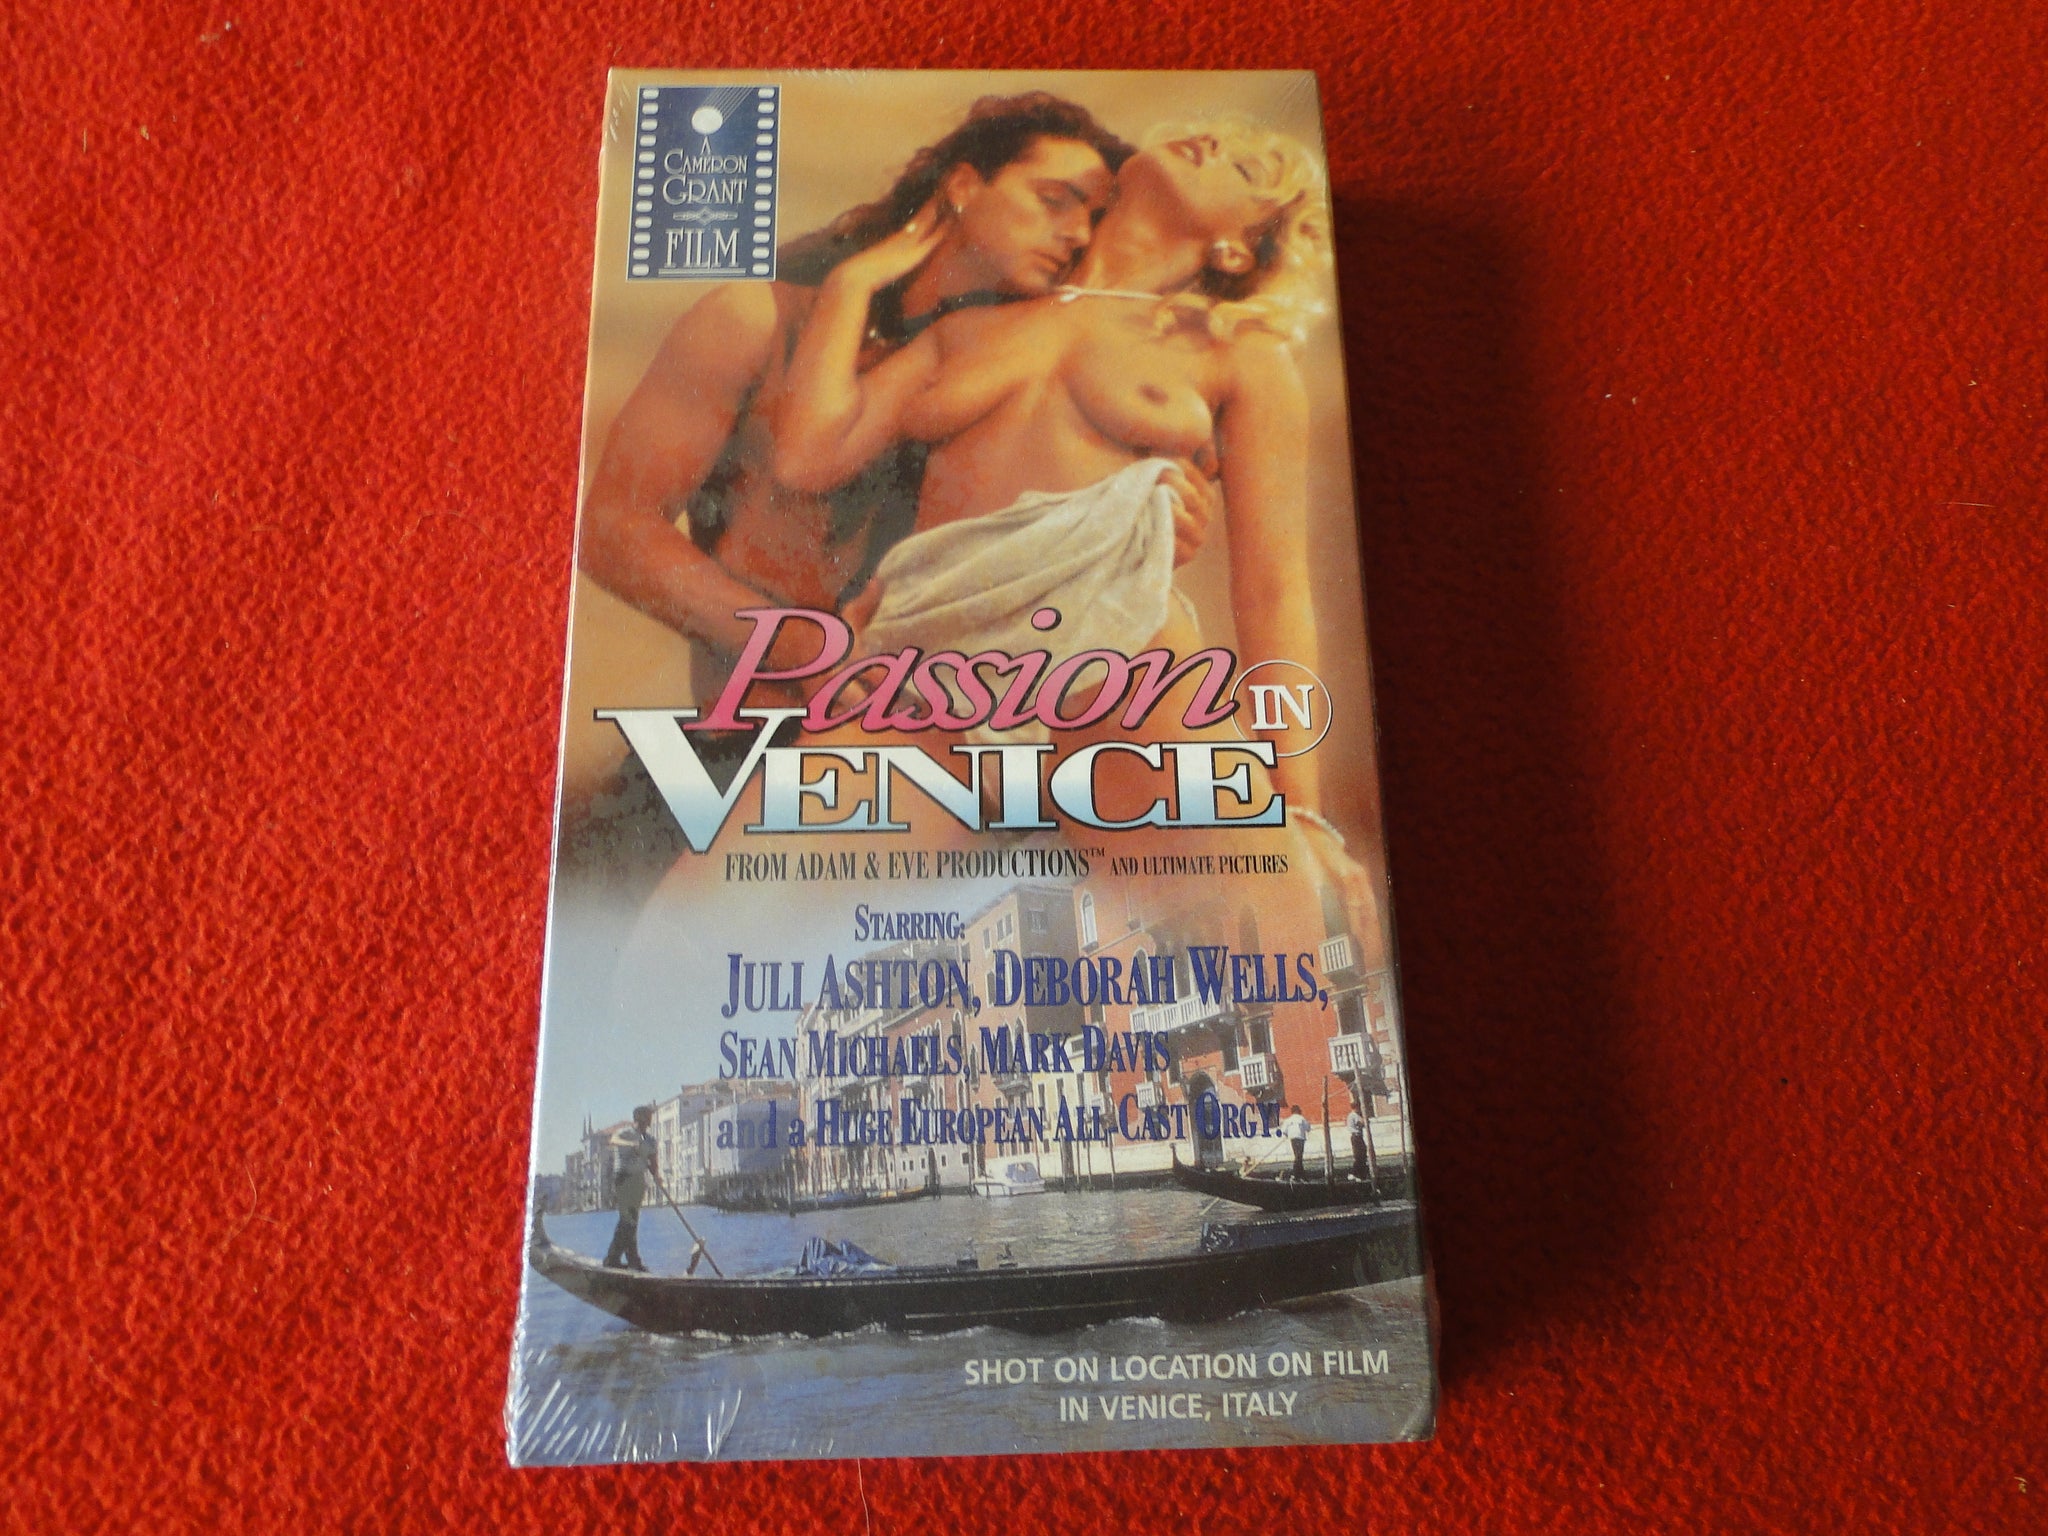 A
CAMERON
GRANT
FILM
Passion IN
VENICE
FROM ADAM & EVE PRODUCTIONS™ AND ULTIMATE PICTURES
STARRING:
JULI ASHTON, DEBORAH WELLS,
SEAN MICHAELS, MARK DAVIS
and a HUGE EUROPEAN ALL-CAST ORGY!
SHOT ON LOCATION ON FILM
IN VENICE, ITALY